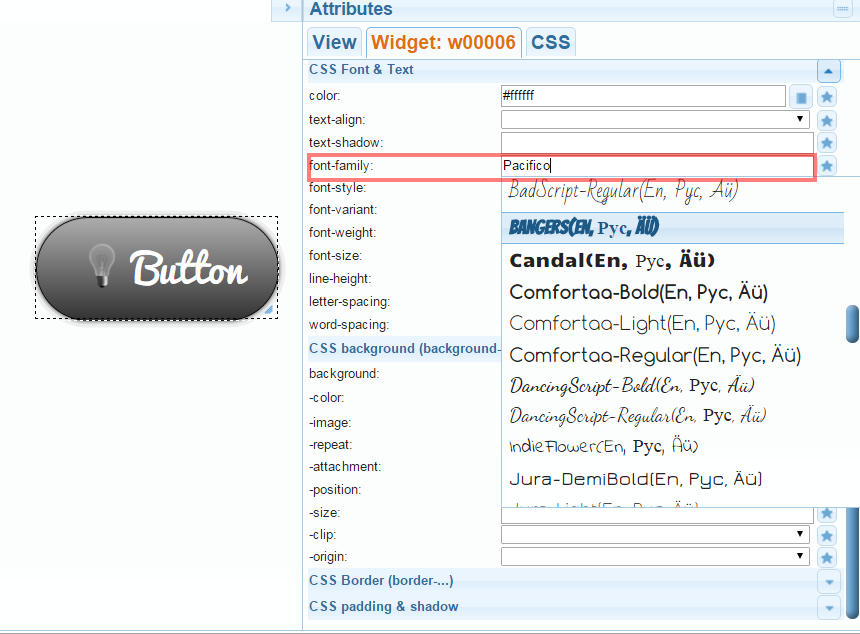 Attributes
View Widget: w00006 CSS
CSS Font & Text
color: #ffffff
text-align:
text-shadow:
font-family: Pacifico
font-style:
font-variant:
font-weight:
font-size:
line-height:
letter-spacing:
word-spacing:
BadScript-Regular(En, Рус, Äü)
Bangers(En, Рус, Äü)
Candal(En, Рус, Äü)
Comfortaa-Bold(En, Рус, Äü)
Comfortaa-Light(En, Рус, Äü)
Comfortaa-Regular(En, Рус, Äü)
DancingScript-Bold(En, Рус, Äü)
DancingScript-Regular(En, Рус, Äü)
IndieFlower(En, Рус, Äü)
Jura-DemiBold(En, Рус, Äü)
Jura-Light(En, Рус, Äü)
Button
CSS background (background-
background:
-color:
-image:
-repeat:
-attachment:
-position:
-size:
-clip:
-origin:
CSS Border (border-...)
CSS padding & shadow